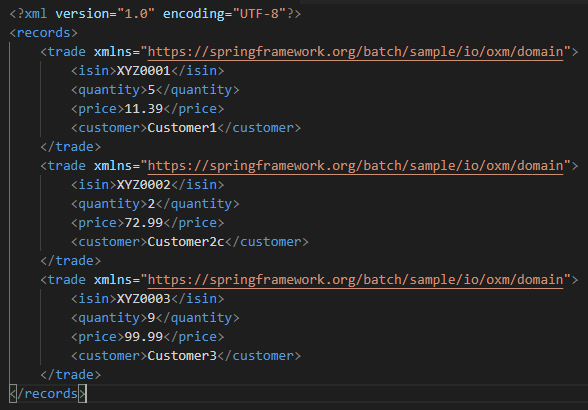 <?xml version="1.0" encoding="UTF-8"?>
<records>
    <trade xmlns="https://springframework.org/batch/sample/io/oxm/domain">
        <isin>XYZ0001</isin>
        <quantity>5</quantity>
        <price>11.39</price>
        <customer>Customer1</customer>
    </trade>
    <trade xmlns="https://springframework.org/batch/sample/io/oxm/domain">
        <isin>XYZ0002</isin>
        <quantity>2</quantity>
        <price>72.99</price>
        <customer>Customer2c</customer>
    </trade>
    <trade xmlns="https://springframework.org/batch/sample/io/oxm/domain">
        <isin>XYZ0003</isin>
        <quantity>9</quantity>
        <price>99.99</price>
        <customer>Customer3</customer>
    </trade>
</records>